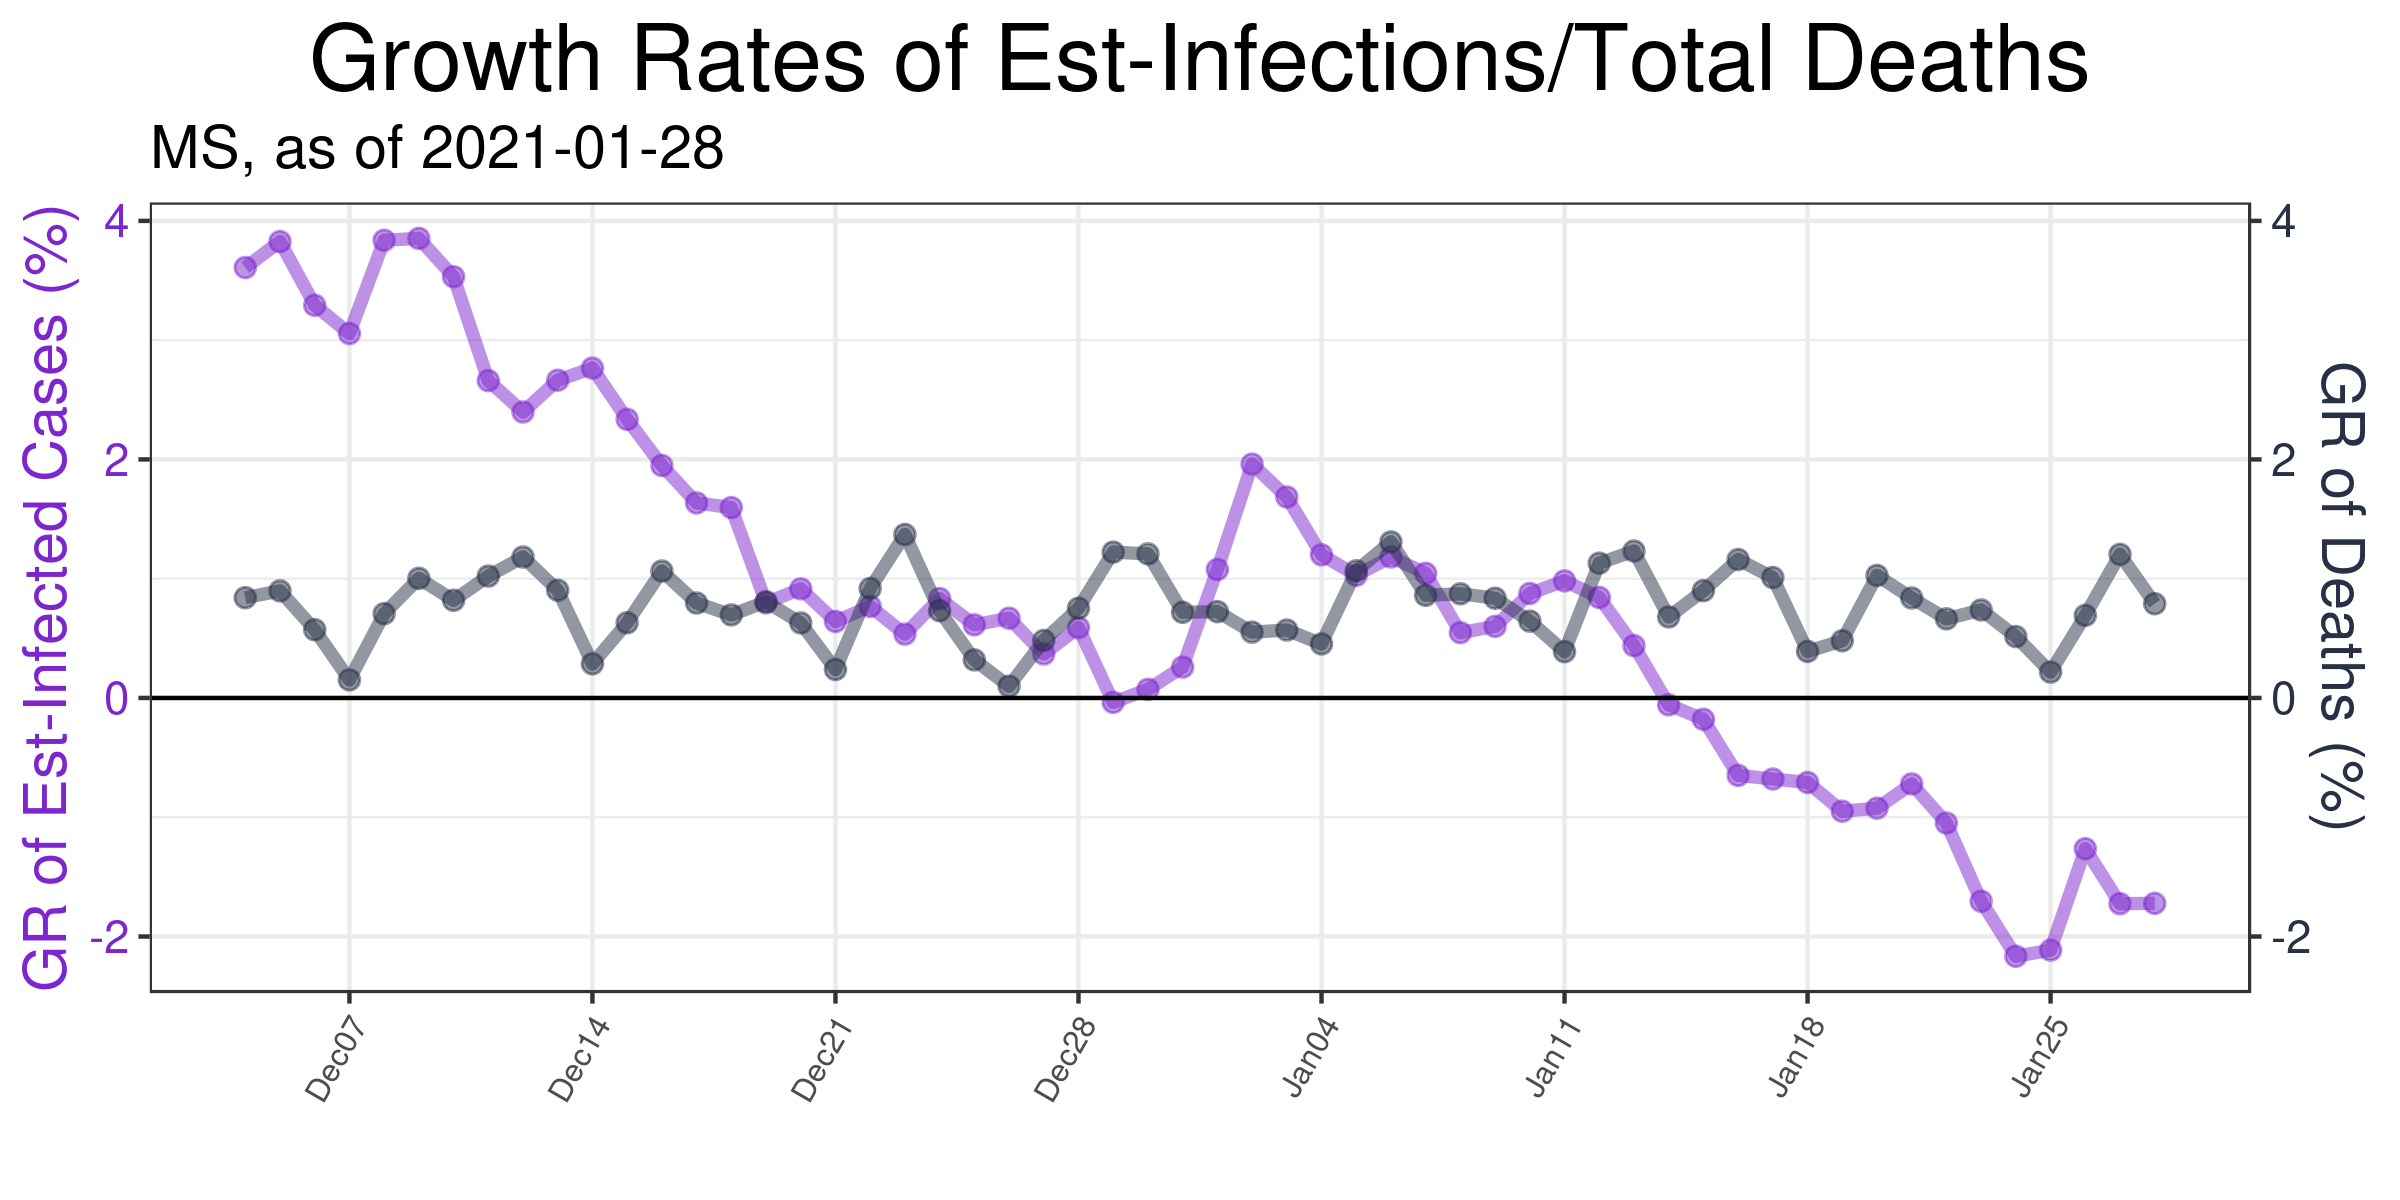 Growth Rates of Est-Infections/Total Deaths
MS, as of 2021-01-28
GR of Est-Infected Cases (%)
4
2
0
-2
4
2
0
-2
GR of Deaths (%)
Dec07
Dec14
Dec21
Dec28
Jan04
Jan11
Jan18
Jan25